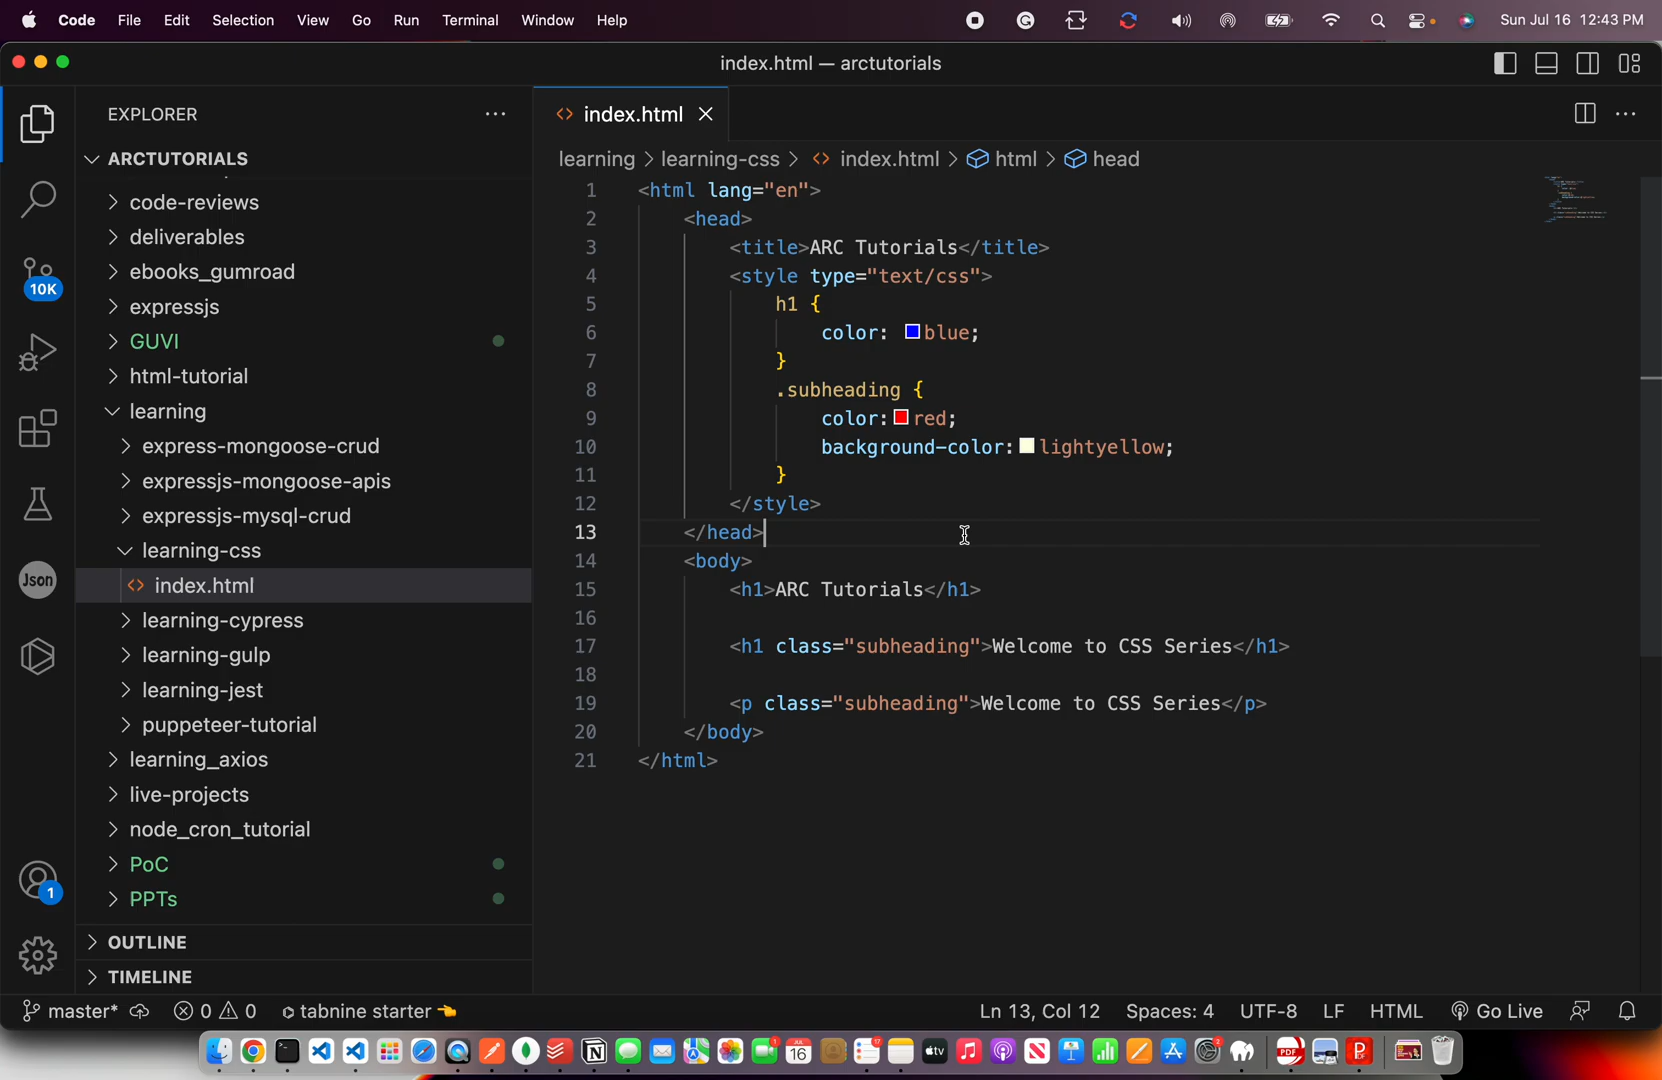 Code File Edit Selection View Go Run Terminal Window Help Sun Jul 16 12:43 PM
index.html — arctutorials
EXPLORER
ARCTUTORIALS
code-reviews
deliverables
ebooks_gumroad
expressjs
GUVI
html-tutorial
learning
express-mongoose-crud
expressjs-mongoose-apis
expressjs-mysql-crud
learning-css
index.html
learning-cypress
learning-gulp
learning-jest
puppeteer-tutorial
learning_axios
live-projects
node_cron_tutorial
PoC
PPTs
OUTLINE
TIMELINE
10K
Json
1
index.html
learning > learning-css > index.html > html > head
1 <html lang="en">
2 <head>
3 <title>ARC Tutorials</title>
4 <style type="text/css">
5 h1 {
6 color: blue;
7 }
8 .subheading {
9 color: red;
10 background-color: lightyellow;
11 }
12 </style>
13 </head>
14 <body>
15 <h1>ARC Tutorials</h1>
16
17 <h1 class="subheading">Welcome to CSS Series</h1>
18
19 <p class="subheading">Welcome to CSS Series</p>
20 </body>
21 </html>
master* 0 0 tabnine starter Ln 13, Col 12 Spaces: 4 UTF-8 LF HTML Go Live